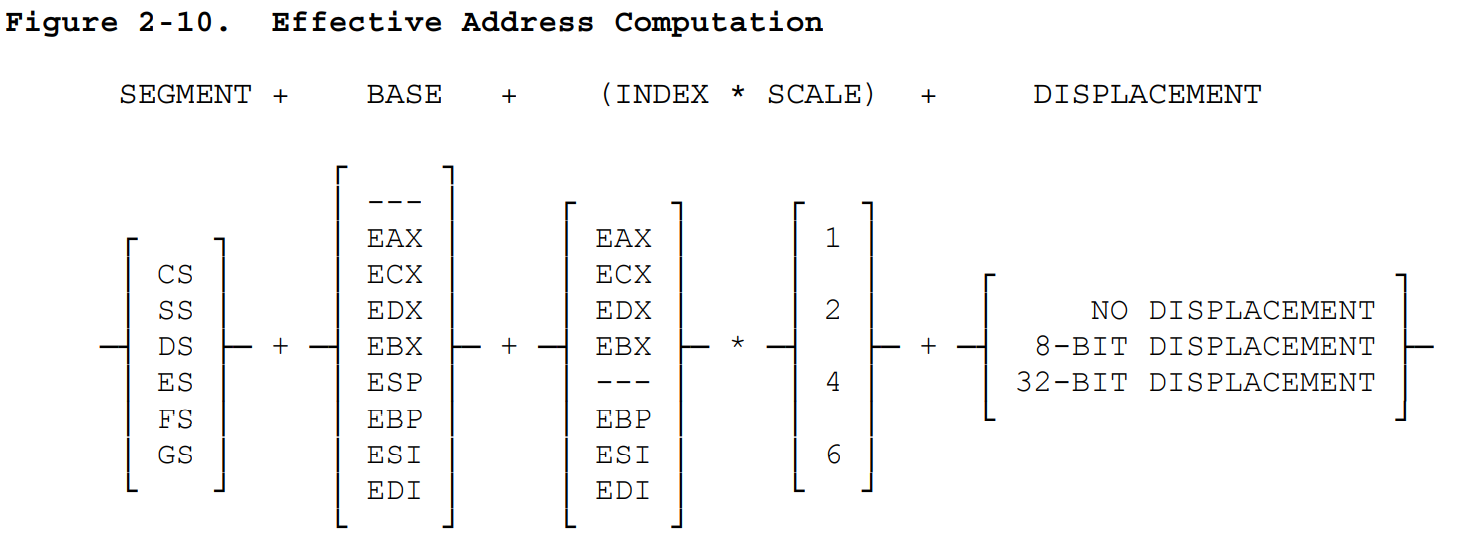 Figure 2-10. Effective Address Computation
SEGMENT + BASE + (INDEX * SCALE) + DISPLACEMENT
---
EAX EAX 1
CS ECX ECX
SS EDX EDX 2 NO DISPLACEMENT
DS + EBX + EBX * + 8-BIT DISPLACEMENT
ES ESP --- 4 32-BIT DISPLACEMENT
FS EBP EBP
GS ESI ESI 6
EDI EDI